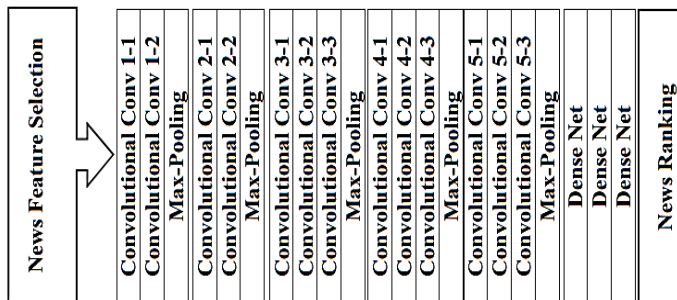 News Feature Selection
Convolutional Conv 1-1
Convolutional Conv 1-2
Max-Pooling
Convolutional Conv 2-1
Convolutional Conv 2-2
Max-Pooling
Convolutional Conv 3-1
Convolutional Conv 3-2
Convolutional Conv 3-3
Max-Pooling
Convolutional Conv 4-1
Convolutional Conv 4-2
Convolutional Conv 4-3
Max-Pooling
Convolutional Conv 5-1
Convolutional Conv 5-2
Convolutional Conv 5-3
Max-Pooling
Dense Net
Dense Net
Dense Net
News Ranking